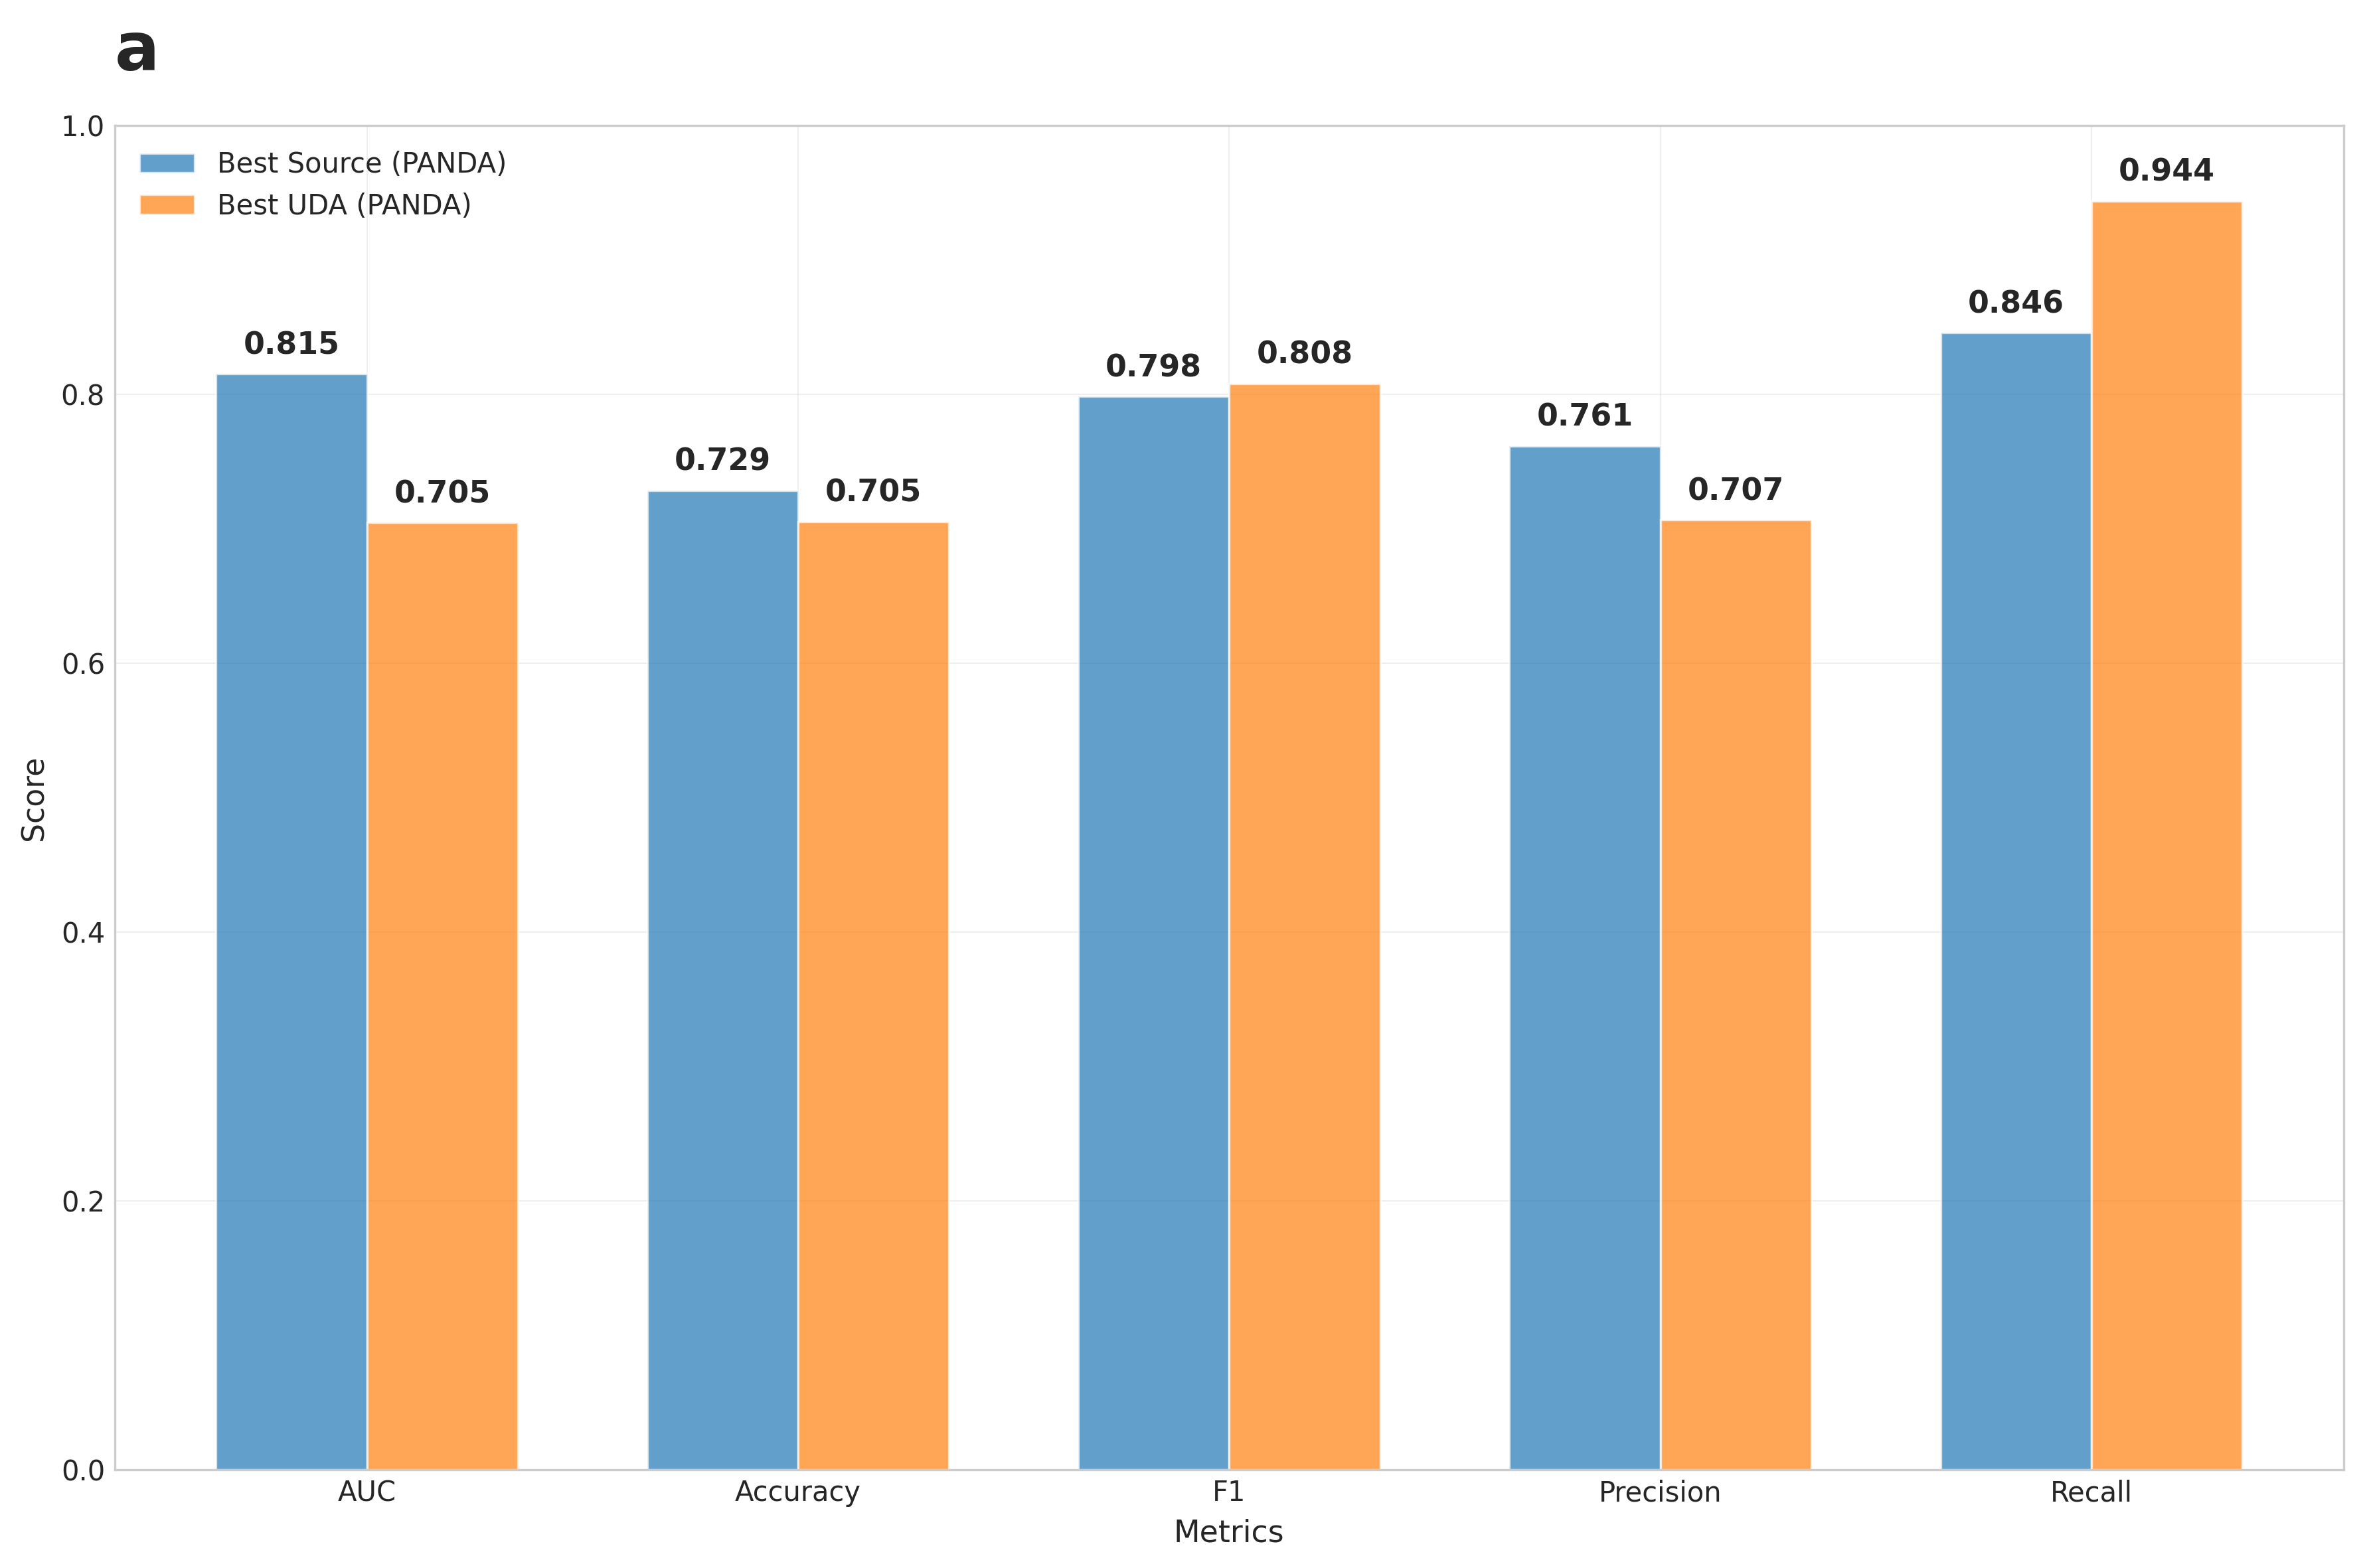 a
1.0
0.8
0.6
0.4
0.2
0.0
Score
Best Source (PANDA)
Best UDA (PANDA)
0.815
0.705
0.729
0.705
0.798
0.808
0.761
0.707
0.846
0.944
AUC
Accuracy
F1
Precision
Recall
Metrics